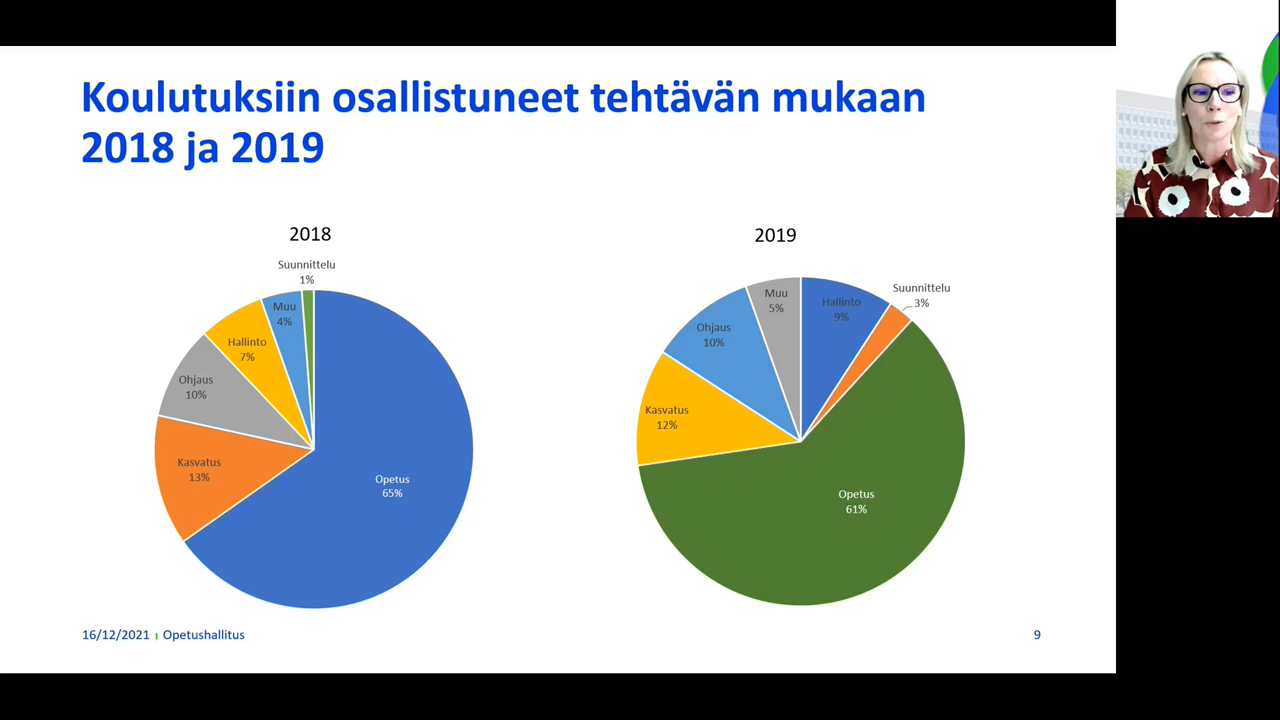 Koulutuksiin osallistuneet tehtävän mukaan
2018 ja 2019
2018
Suunnittelu
1%
Muu
4%
Hallinto
7%
Ohjaus
10%
Kasvatus
13%
Opetus
65%
2019
Hallinto
9%
Suunnittelu
3%
Muu
5%
Ohjaus
10%
Kasvatus
12%
Opetus
61%
16/12/2021 | Opetushallitus
9